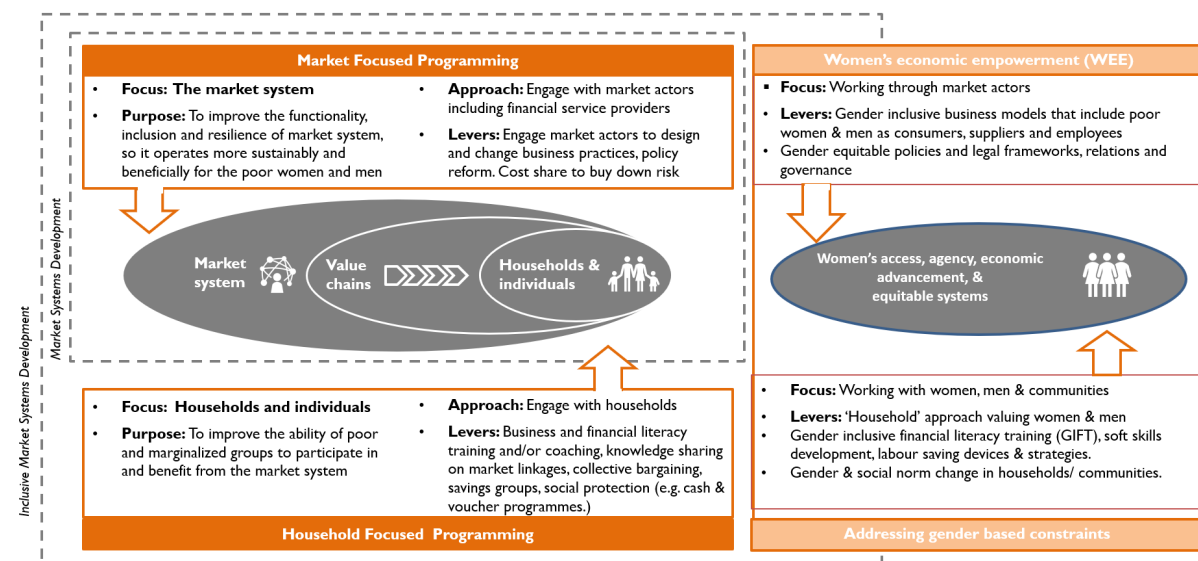 Market Focused Programming
Focus: The market system
Purpose: To improve the functionality,
inclusion and resilience of market system,
so it operates more sustainably and
beneficially for the poor women and men
Approach: Engage with market actors
including financial service providers
Levers: Engage market actors to design
and change business practices, policy
reform. Cost share to buy down risk
Women's economic empowerment (WEE)
Focus: Working through market actors
Levers: Gender inclusive business models that include poor
women & men as consumers, suppliers and employees
Gender equitable policies and legal frameworks, relations and
governance
Inclusive Market Systems Development
Market Systems Development
Market
system
Value
chains
Households &
individuals
Women's access, agency, economic
advancement, &
equitable systems
Focus: Households and individuals
Purpose: To improve the ability of poor
and marginalized groups to participate in
and benefit from the market system
Approach: Engage with households
Levers: Business and financial literacy
training and/or coaching, knowledge sharing
on market linkages, collective bargaining,
savings groups, social protection (e.g. cash &
voucher programmes.)
Household Focused Programming
Focus: Working with women, men & communities
Levers: 'Household' approach valuing women & men
Gender inclusive financial literacy training (GIFT), soft skills
development, labour saving devices & strategies.
Gender & social norm change in households/ communities.
Addressing gender based constraints